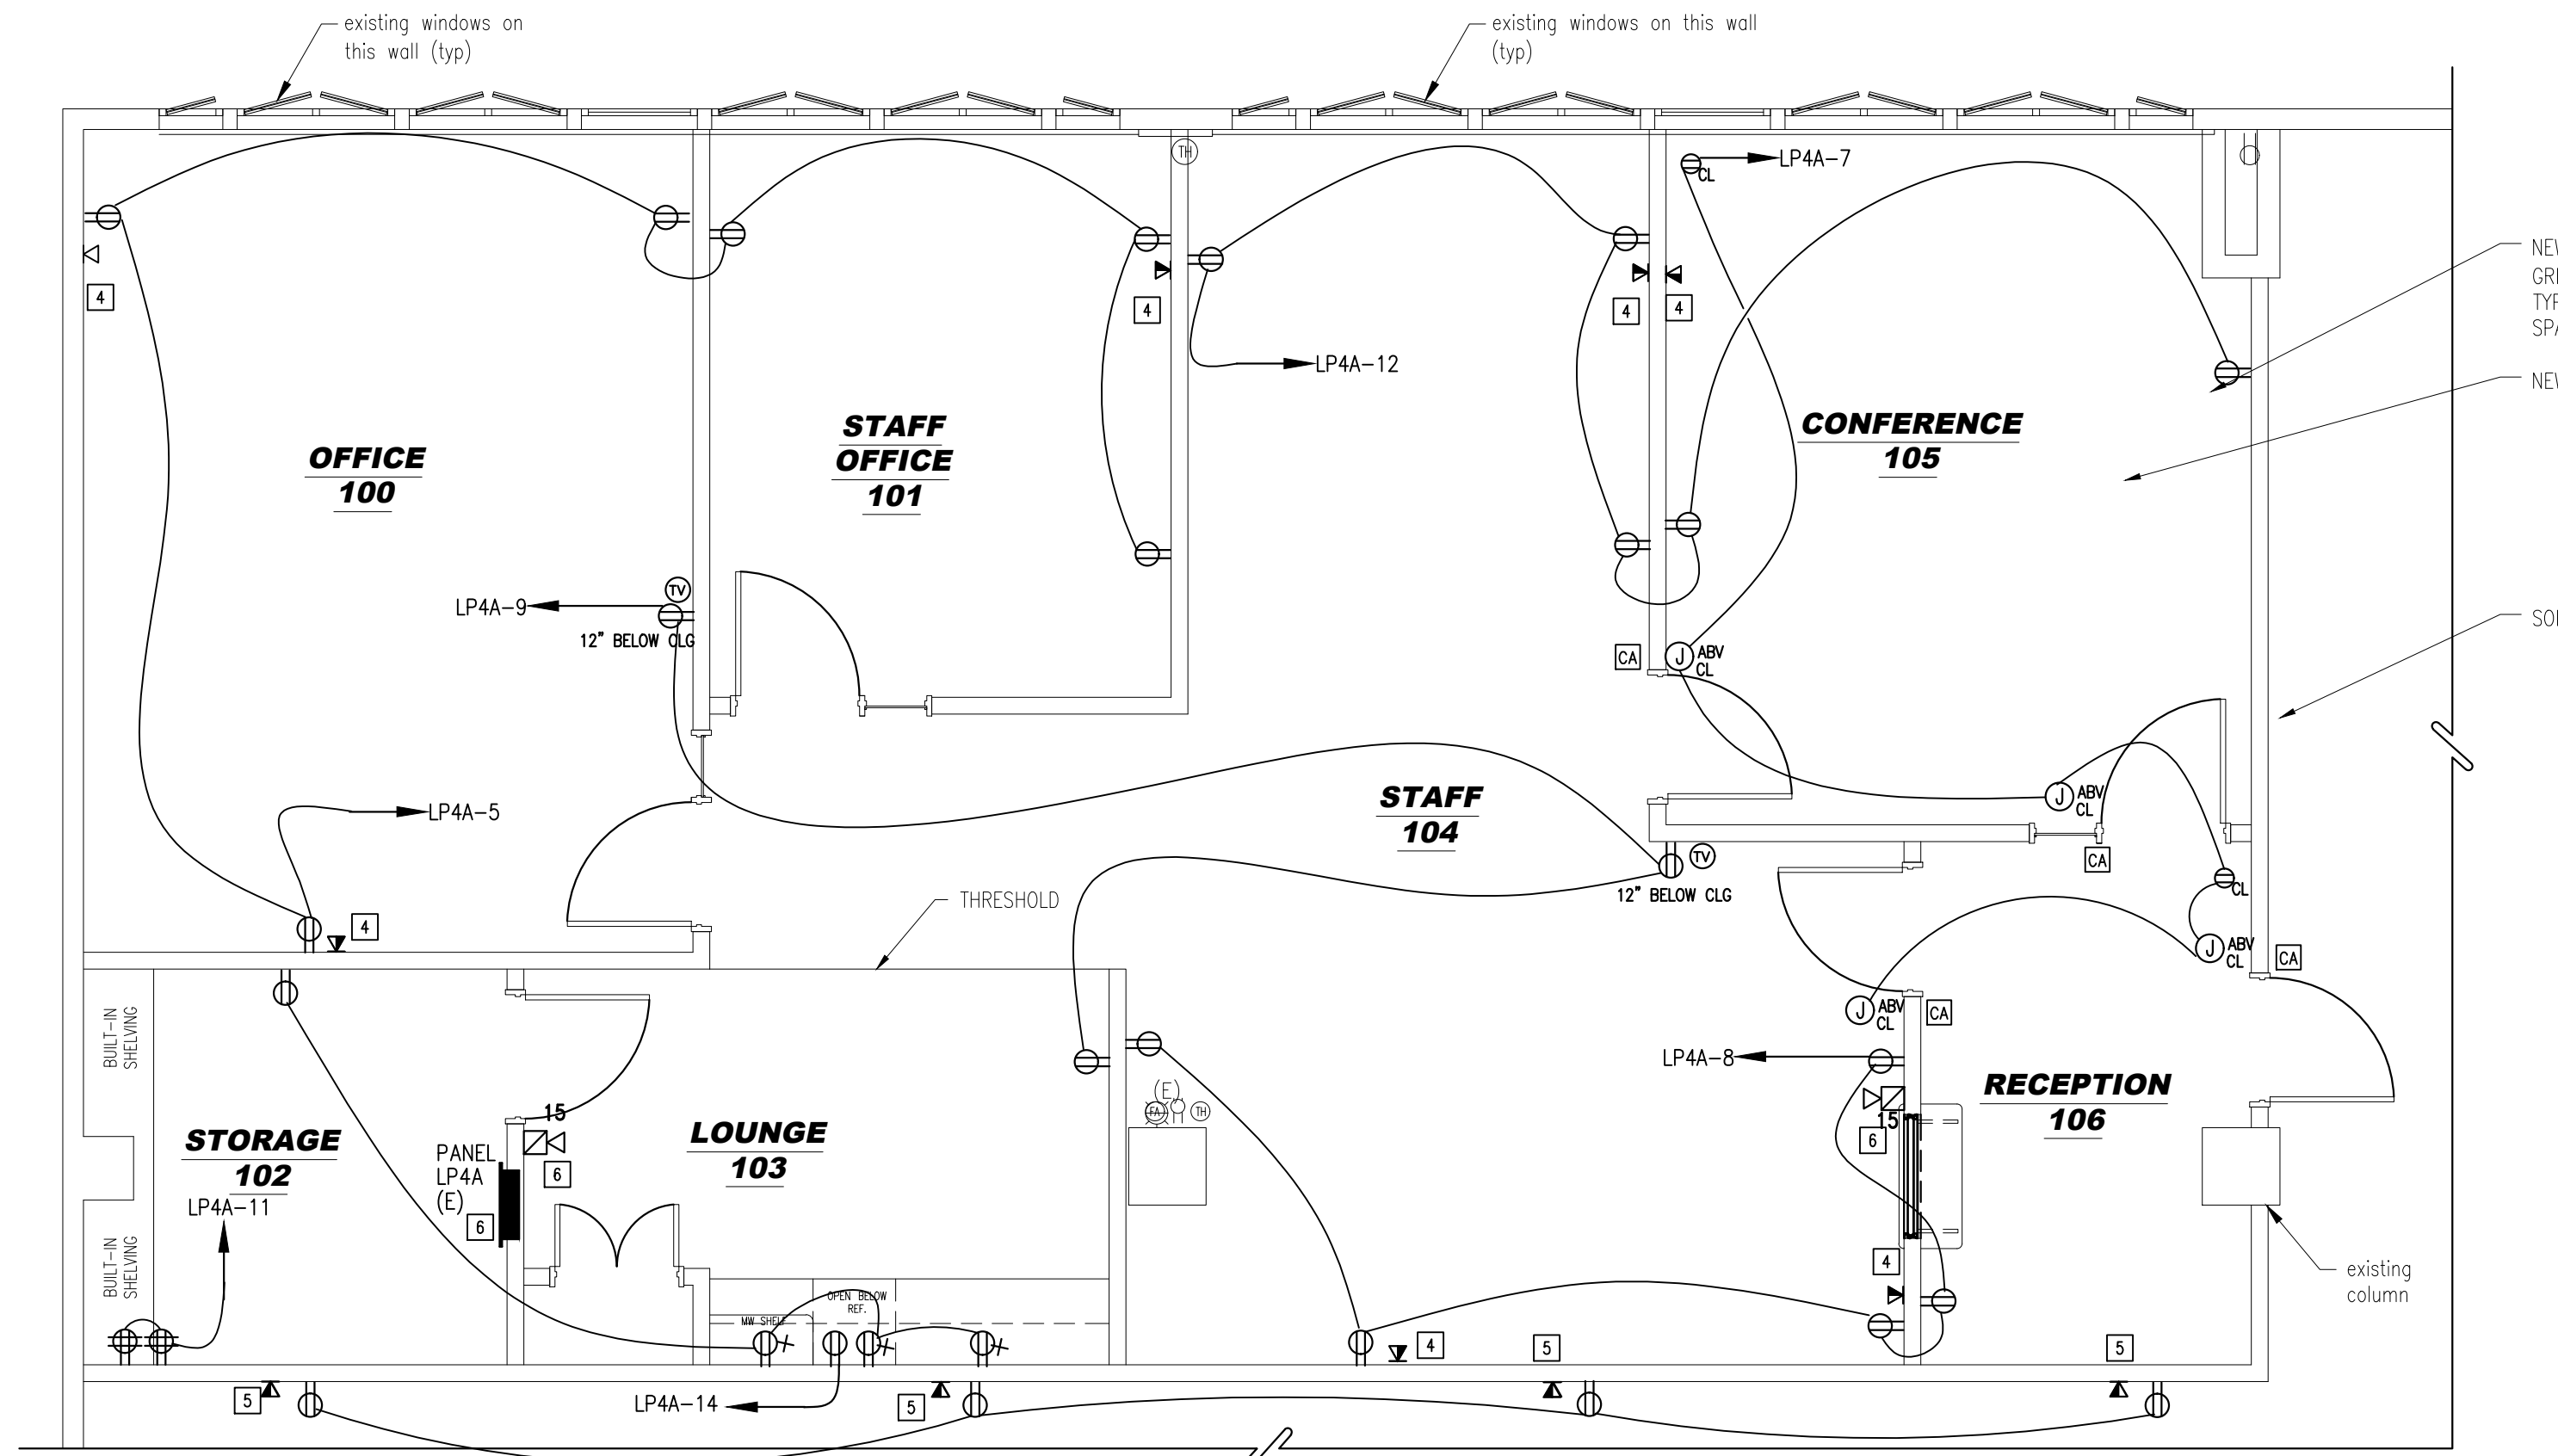 existing windows on
this wall (typ)
existing windows on this wall
(typ)
TH
LP4A-7
CL
4
4
4
4
LP4A-12
OFFICE
100
STAFF
OFFICE
101
CONFERENCE
105
TV
LP4A-9
12" BELOW CLG
CA
J
ABV
CL
LP4A-5
STAFF
104
J
ABV
CL
TV
12" BELOW CLG
CA
CL
THRESHOLD
4
J
ABV
CL
CA
J
ABV
CL
CA
BUILT-IN
SHELVING
LP4A-8
(E)
FA
TH
15
15
6
6
STORAGE
102
LOUNGE
103
RECEPTION
106
PANEL
LP4A
(E)
6
LP4A-11
BUILT-IN
SHELVING
4
OPEN BELOW
REF.
MW SHELF
existing
column
4
5
5
5
LP4A-14
5